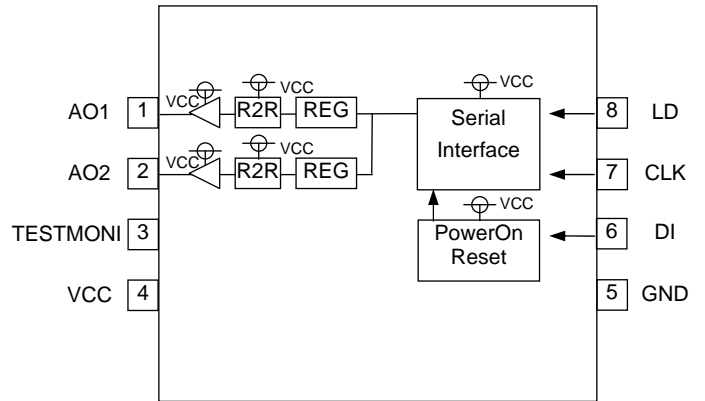 VCC
VCC
VCC
AO1
1
R2R
REG
Serial
Interface
8
LD
VCC
VCC
AO2
2
R2R
REG
7
CLK
VCC
TESTMONI
3
PowerOn
Reset
6
DI
VCC
4
5
GND